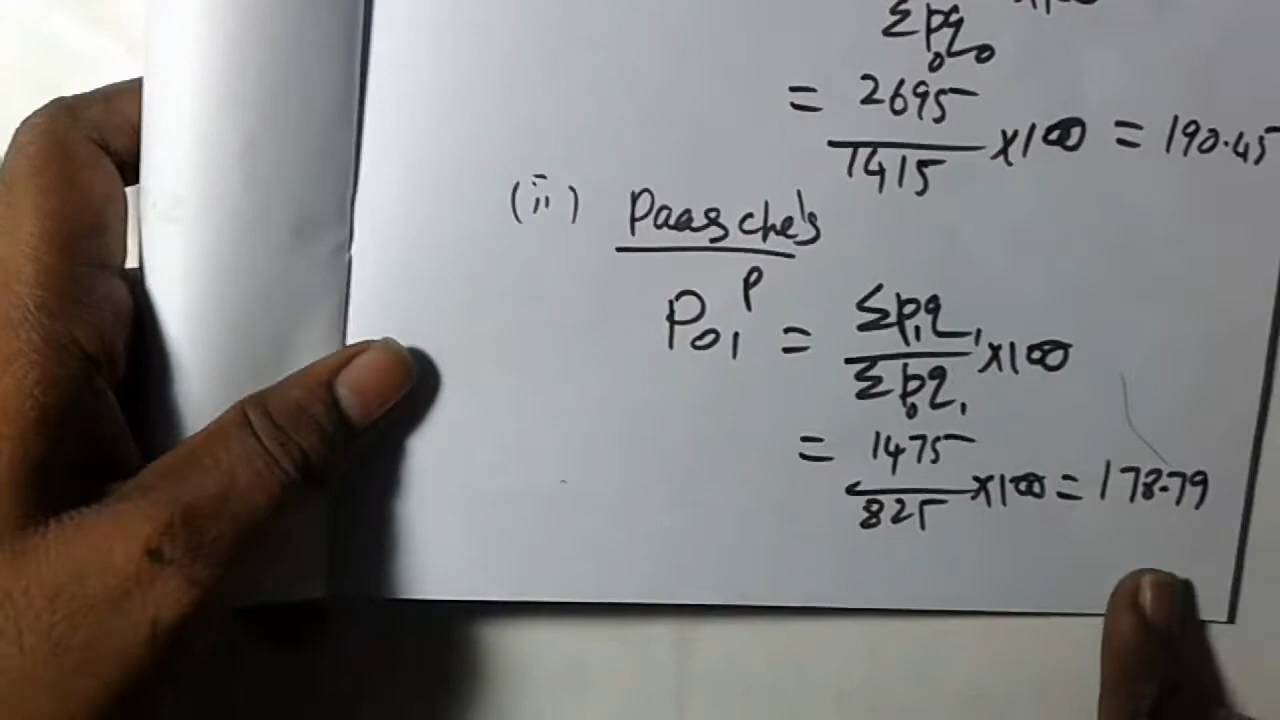 Σp₀q₀
= 2695/1415 ×100 = 190.45
(ii) Paasche's
P₀₁ᵖ = Σp₁q₁/Σp₀q₁ ×100
= 1475/825 ×100 = 178.79